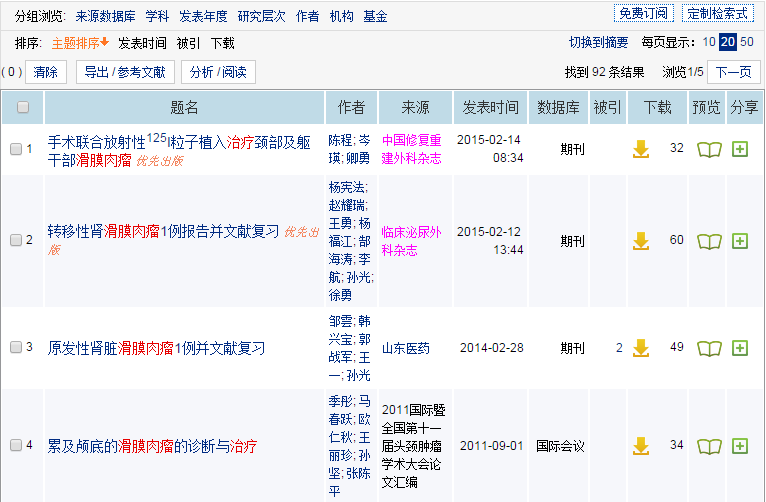 分组浏览: 来源数据库 学科 发表年度 研究层次 作者 机构 基金 免费订阅 定制检索式
排序: 主题排序 发表时间 被引 下载 切换到摘要 每页显示: 10 20 50
( 0 ) 清除 导出 / 参考文献 分析 / 阅读 找到 92 条结果 浏览1/5 下一页
题名 作者 来源 发表时间 数据库 被引 下载 预览 分享
1 手术联合放射性125I粒子植入治疗颈部及躯
干部滑膜肉瘤 优先出版
陈程; 岑
瑛; 卿勇
中国修复重
建外科杂志
2015-02-14
08:34
期刊
32
2 转移性肾滑膜肉瘤1例报告并文献复习 优先出
版
杨宪法;
赵耀瑞;
王勇; 杨
福江; 郜
海涛; 李
航; 孙光;
徐勇
临床泌尿外
科杂志
2015-02-12
13:44
期刊
60
3 原发性肾脏滑膜肉瘤1例并文献复习
邹雲; 韩
兴宝; 郭
战军; 王
一; 孙光
山东医药
2014-02-28
期刊
2
49
4 累及颅底的滑膜肉瘤的诊断与治疗
季彤; 马
春跃; 欧
仁秋; 王
丽珍; 孙
坚; 张陈
平
2011国际暨
全国第十一
届头颈肿瘤
学术大会论
文汇编
2011-09-01
国际会议
34